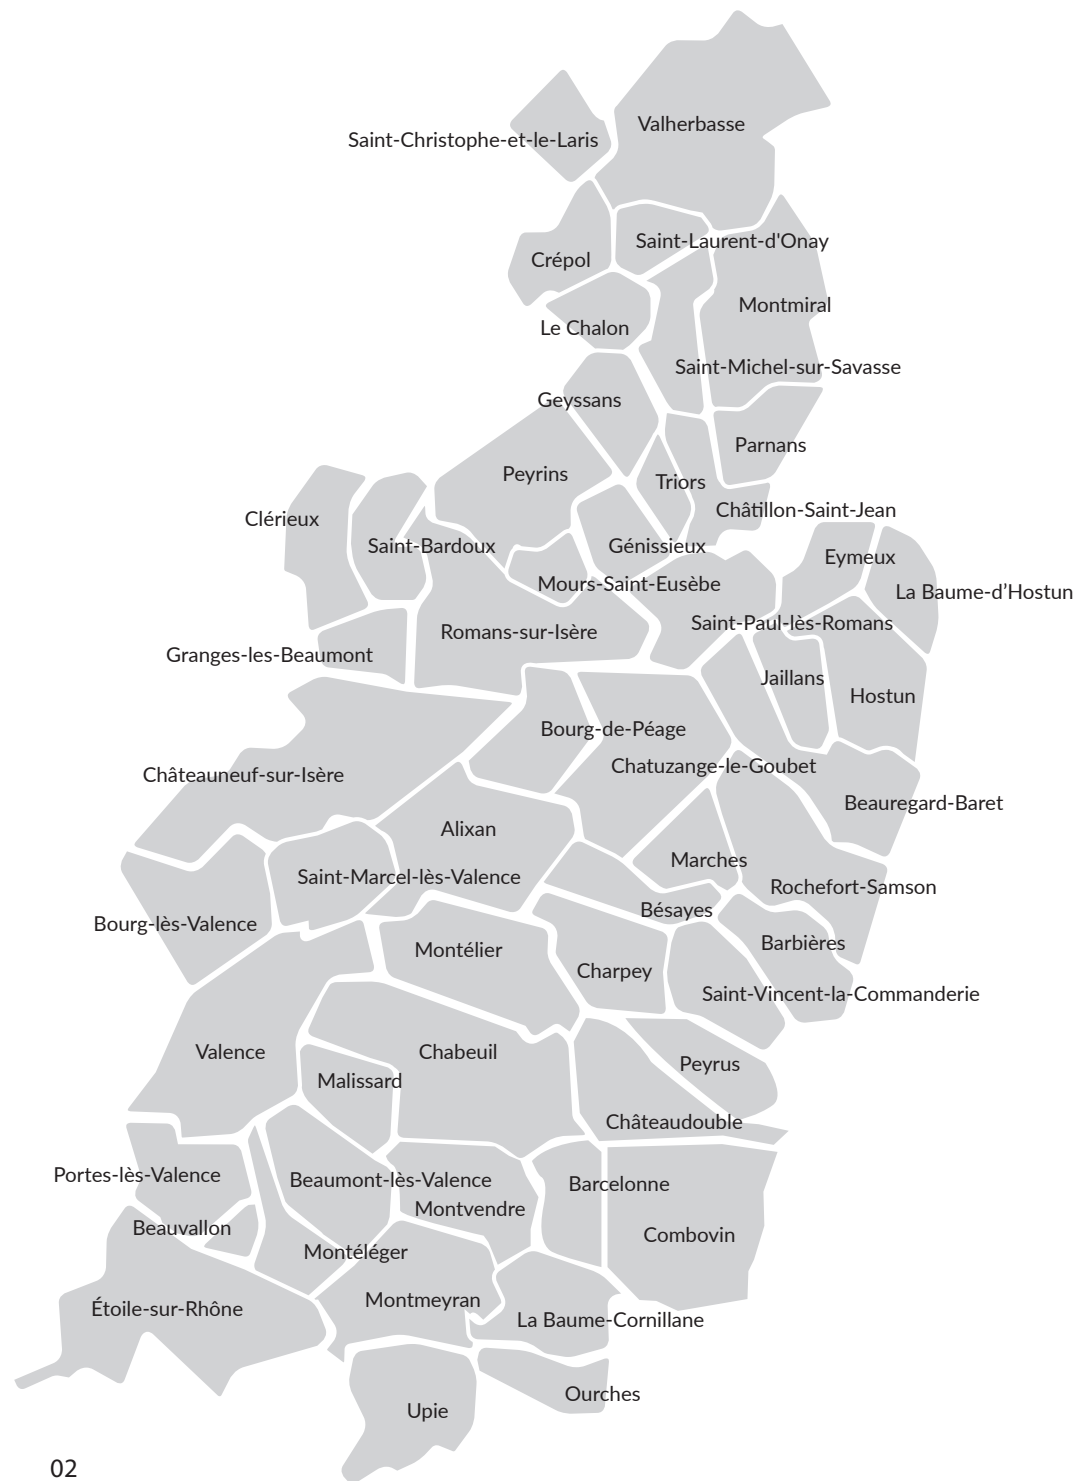 Valherbasse
Saint-Christophe-et-le-Laris
Saint-Laurent-d'Onay
Crépol
Montmiral
Le Chalon
Saint-Michel-sur-Savasse
Geyssans
Parnans
Peyrins
Triors
Châtillon-Saint-Jean
Clérieux
Saint-Bardoux
Génissieux
Eymeux
Mours-Saint-Eusèbe
La Baume-d’Hostun
Saint-Paul-lès-Romans
Romans-sur-Isère
Granges-les-Beaumont
Jaillans
Hostun
Bourg-de-Péage
Chatuzange-le-Goubet
Châteauneuf-sur-Isère
Beauregard-Baret
Alixan
Marches
Saint-Marcel-lès-Valence
Rochefort-Samson
Bésayes
Bourg-lès-Valence
Barbières
Montélier
Charpey
Saint-Vincent-la-Commanderie
Valence
Chabeuil
Peyrus
Malissard
Châteaudouble
Portes-lès-Valence
Beaumont-lès-Valence
Barcelonne
Montvendre
Beauvallon
Combovin
Montéléger
Montmeyran
Étoile-sur-Rhône
La Baume-Cornillane
Ourches
Upie
02